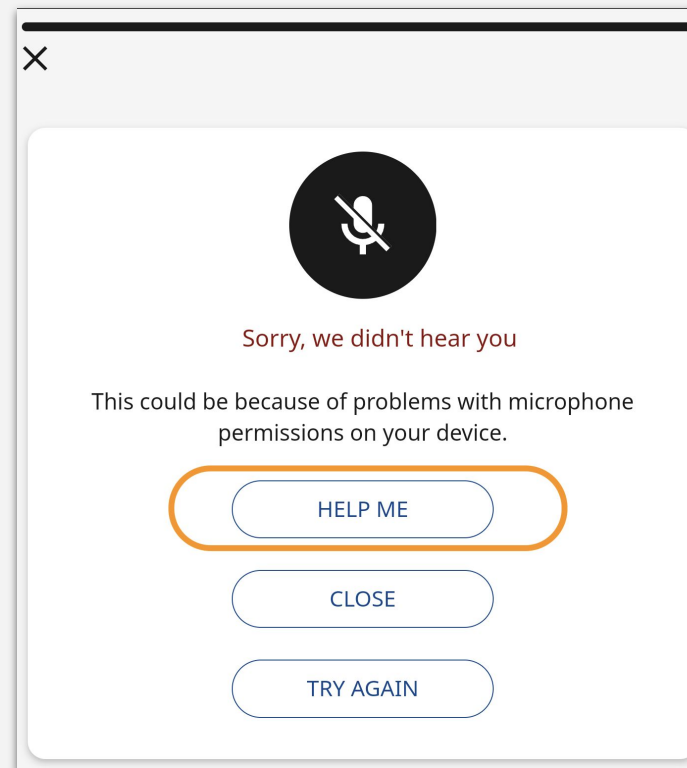 Sorry, we didn't hear you
This could be because of problems with microphone
permissions on your device.
HELP ME
CLOSE
TRY AGAIN